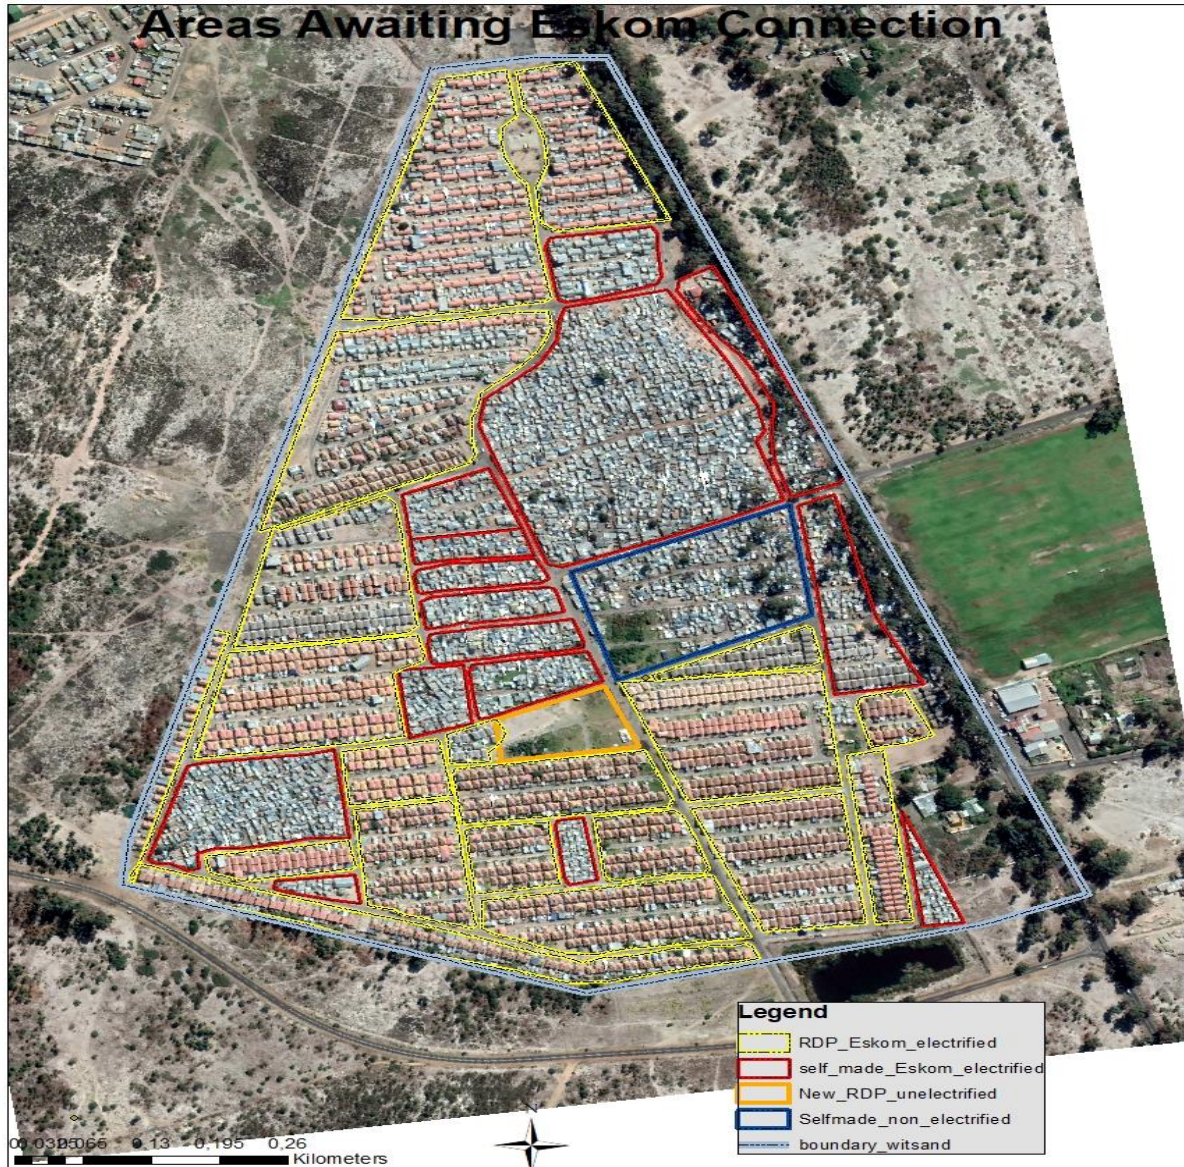 Areas Awaiting Eskom Connection
Legend
RDP_Eskom_electrified
self_made_Eskom_electrified
New_RDP_unelectrified
Selfmade_non_electrified
boundary_witsand
N
0,13 0,195 0,26
Kilometers